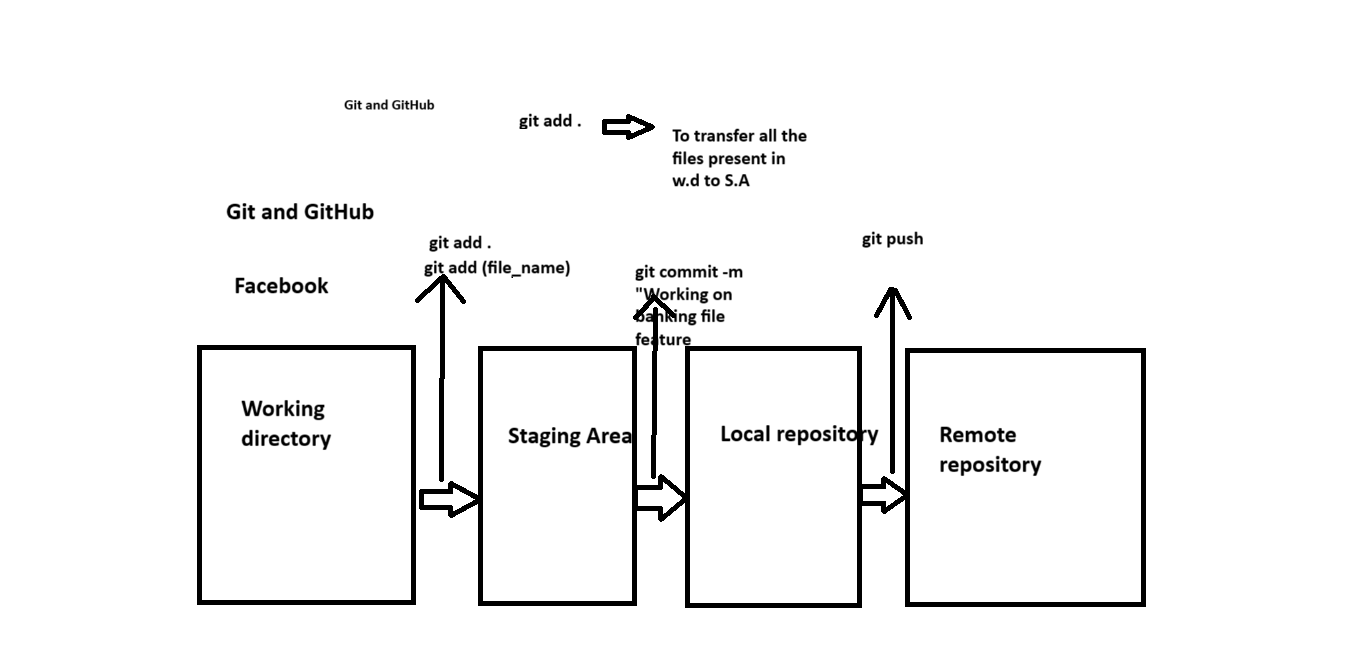 Git and GitHub
git add .
To transfer all the
files present in
w.d to S.A
Git and GitHub
git add .
git add (file_name)
git push
Facebook
git commit -m
"Working on
banking file
feature
Working
directory
Staging Area
Local repository
Remote
repository